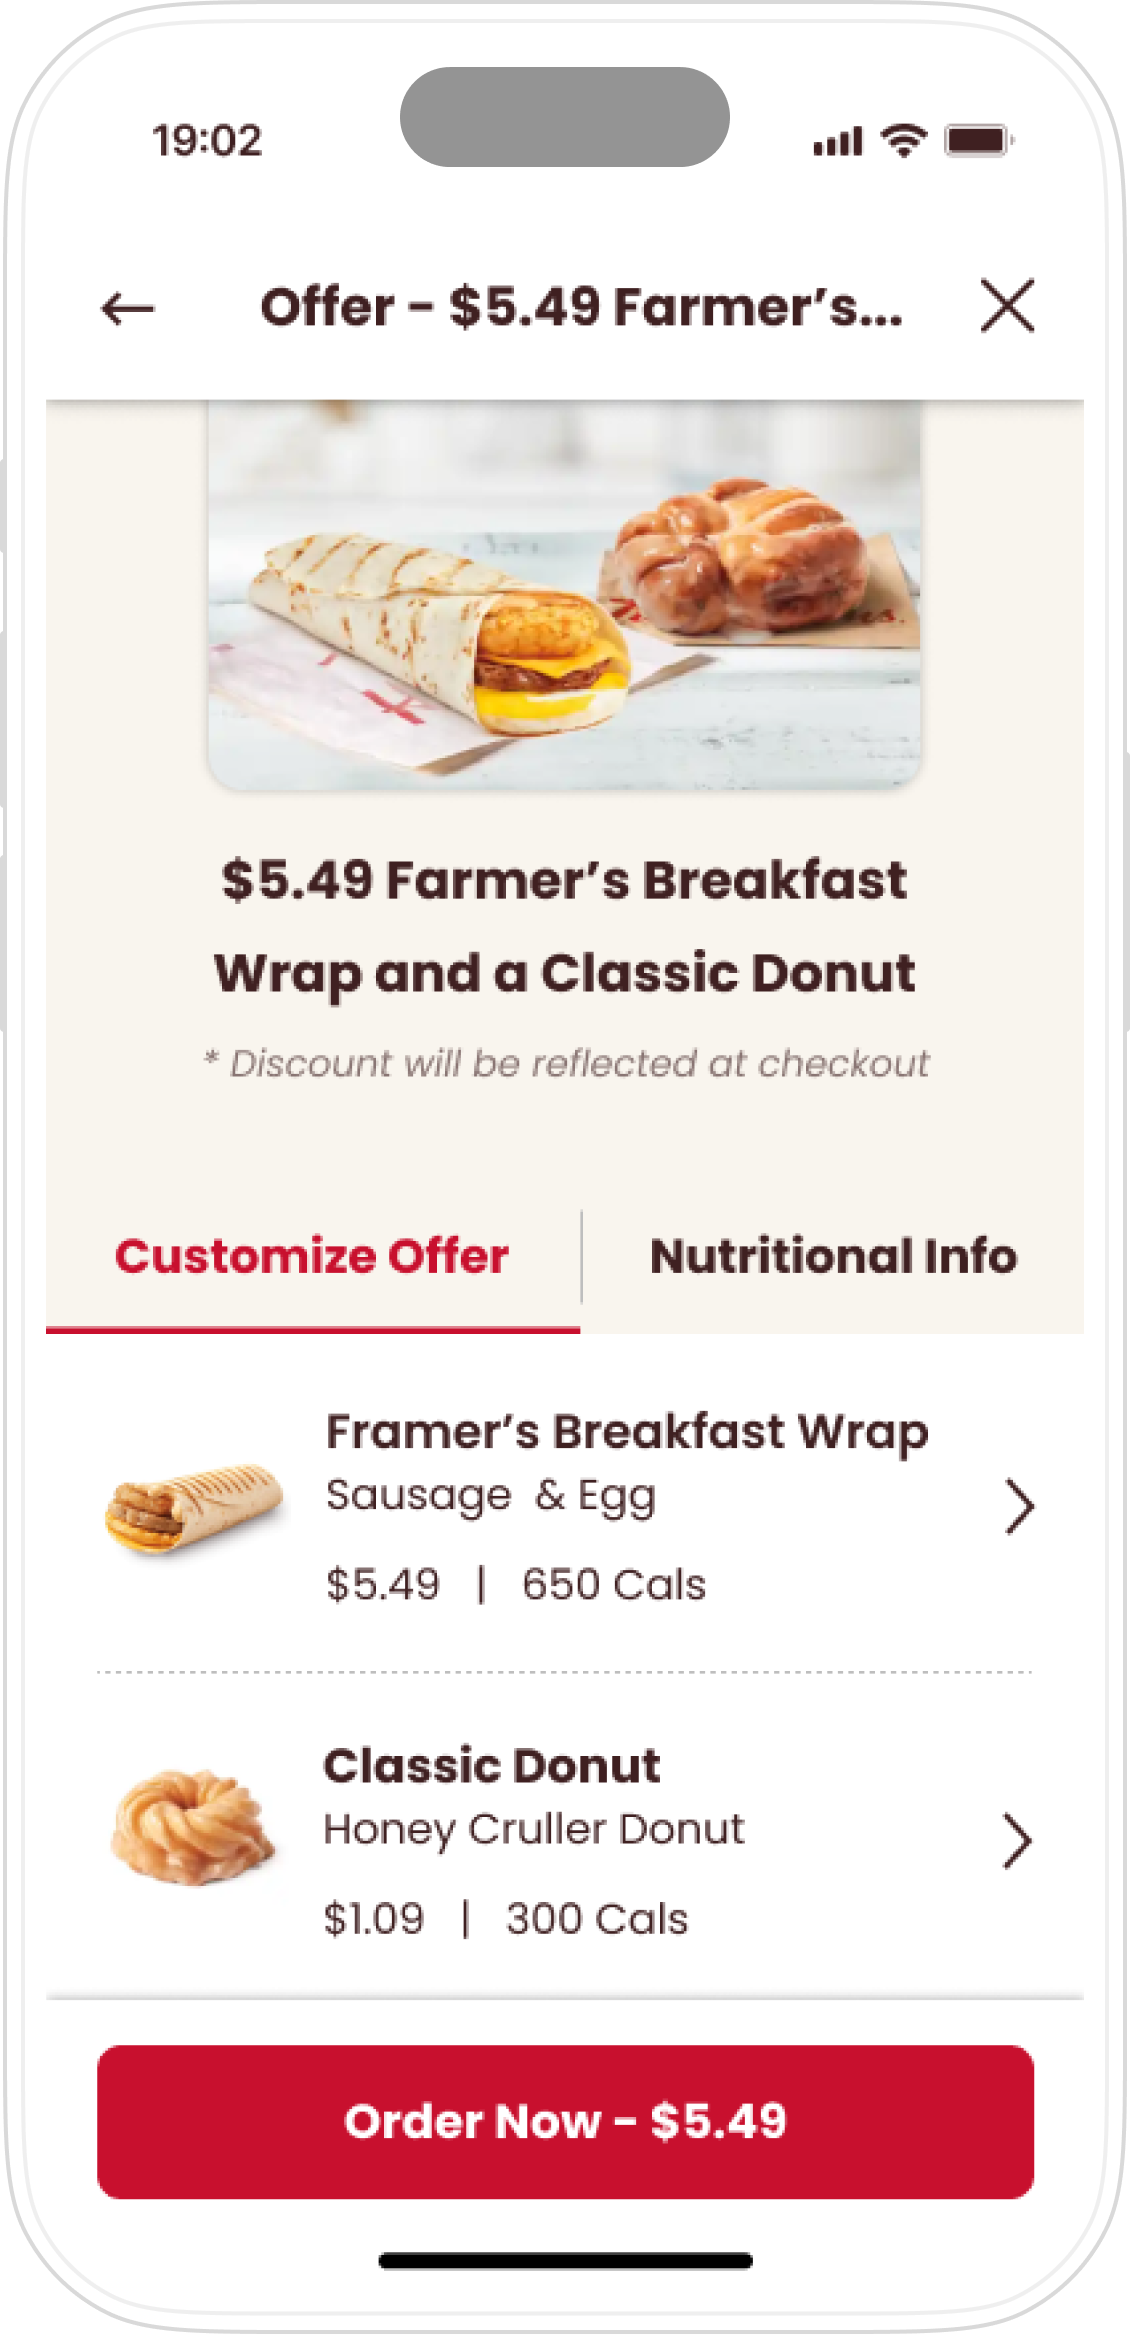 19:02
Offer - $5.49 Farmer’s...
$5.49 Farmer’s Breakfast
Wrap and a Classic Donut
* Discount will be reflected at checkout
Customize Offer
Nutritional Info
Framer’s Breakfast Wrap
Sausage & Egg
$5.49 | 650 Cals
Classic Donut
Honey Cruller Donut
$1.09 | 300 Cals
Order Now - $5.49